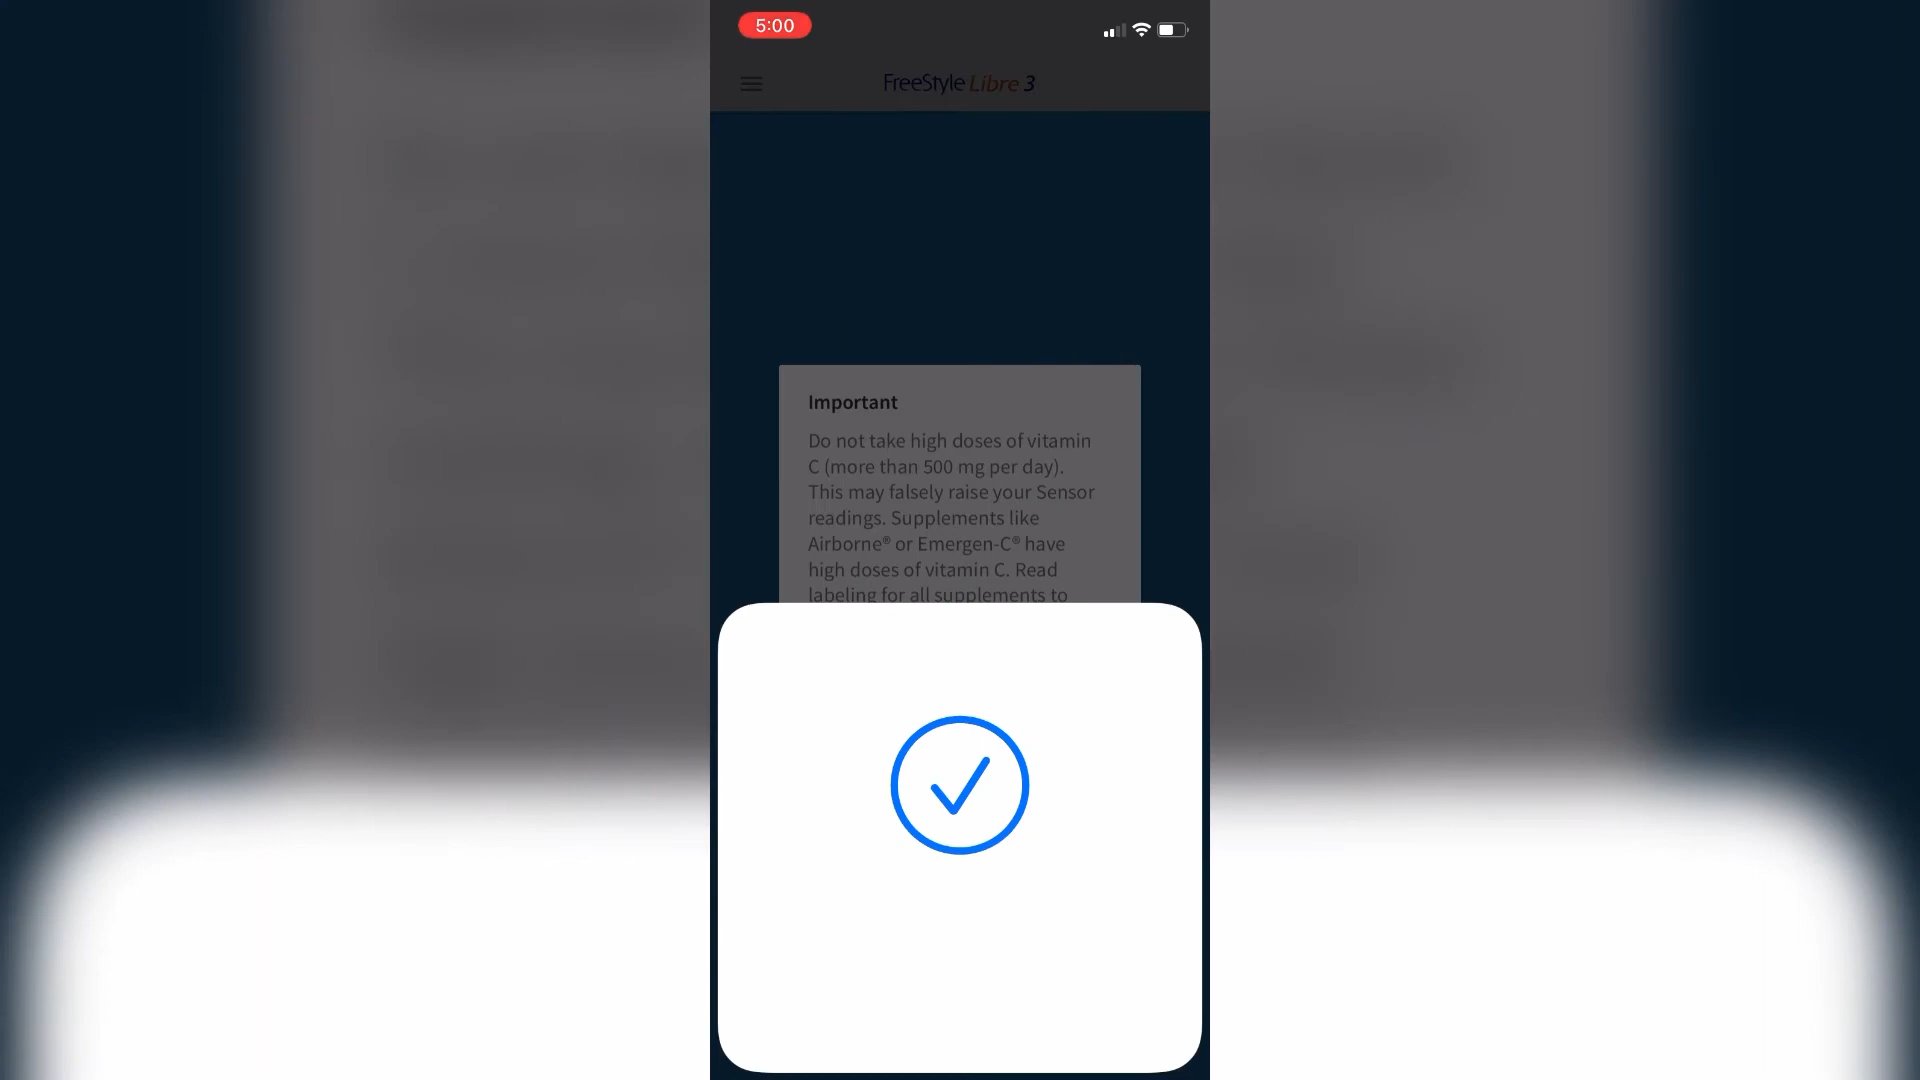 5:00
FreeStyle Libre 3
Important
Do not take high doses of vitamin
C (more than 500 mg per day).
This may falsely raise your Sensor
readings. Supplements like
Airborne® or Emergen-C® have
high doses of vitamin C. Read
labeling for all supplements to